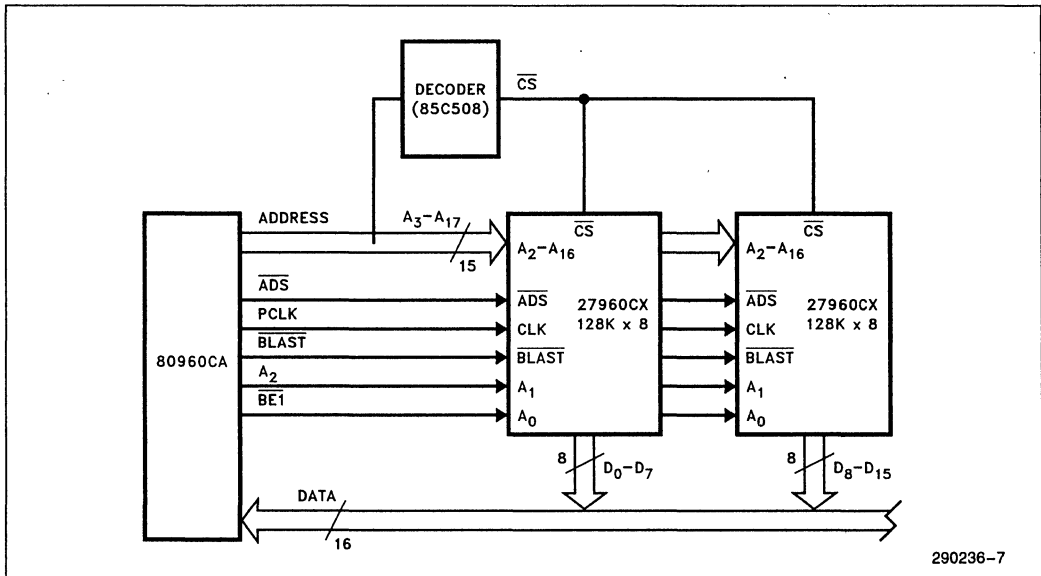 DECODER
(85C508)
CS
ADDRESS
A3–A17
15
CS
A2–A16
CS
A2–A16
ADS
ADS
27960CX
128K x 8
ADS
27960CX
128K x 8
PCLK
CLK
CLK
BLAST
BLAST
BLAST
80960CA
A2
A1
A1
BE1
A0
A0
8
D0–D7
8
D8–D15
DATA
16
290236–7